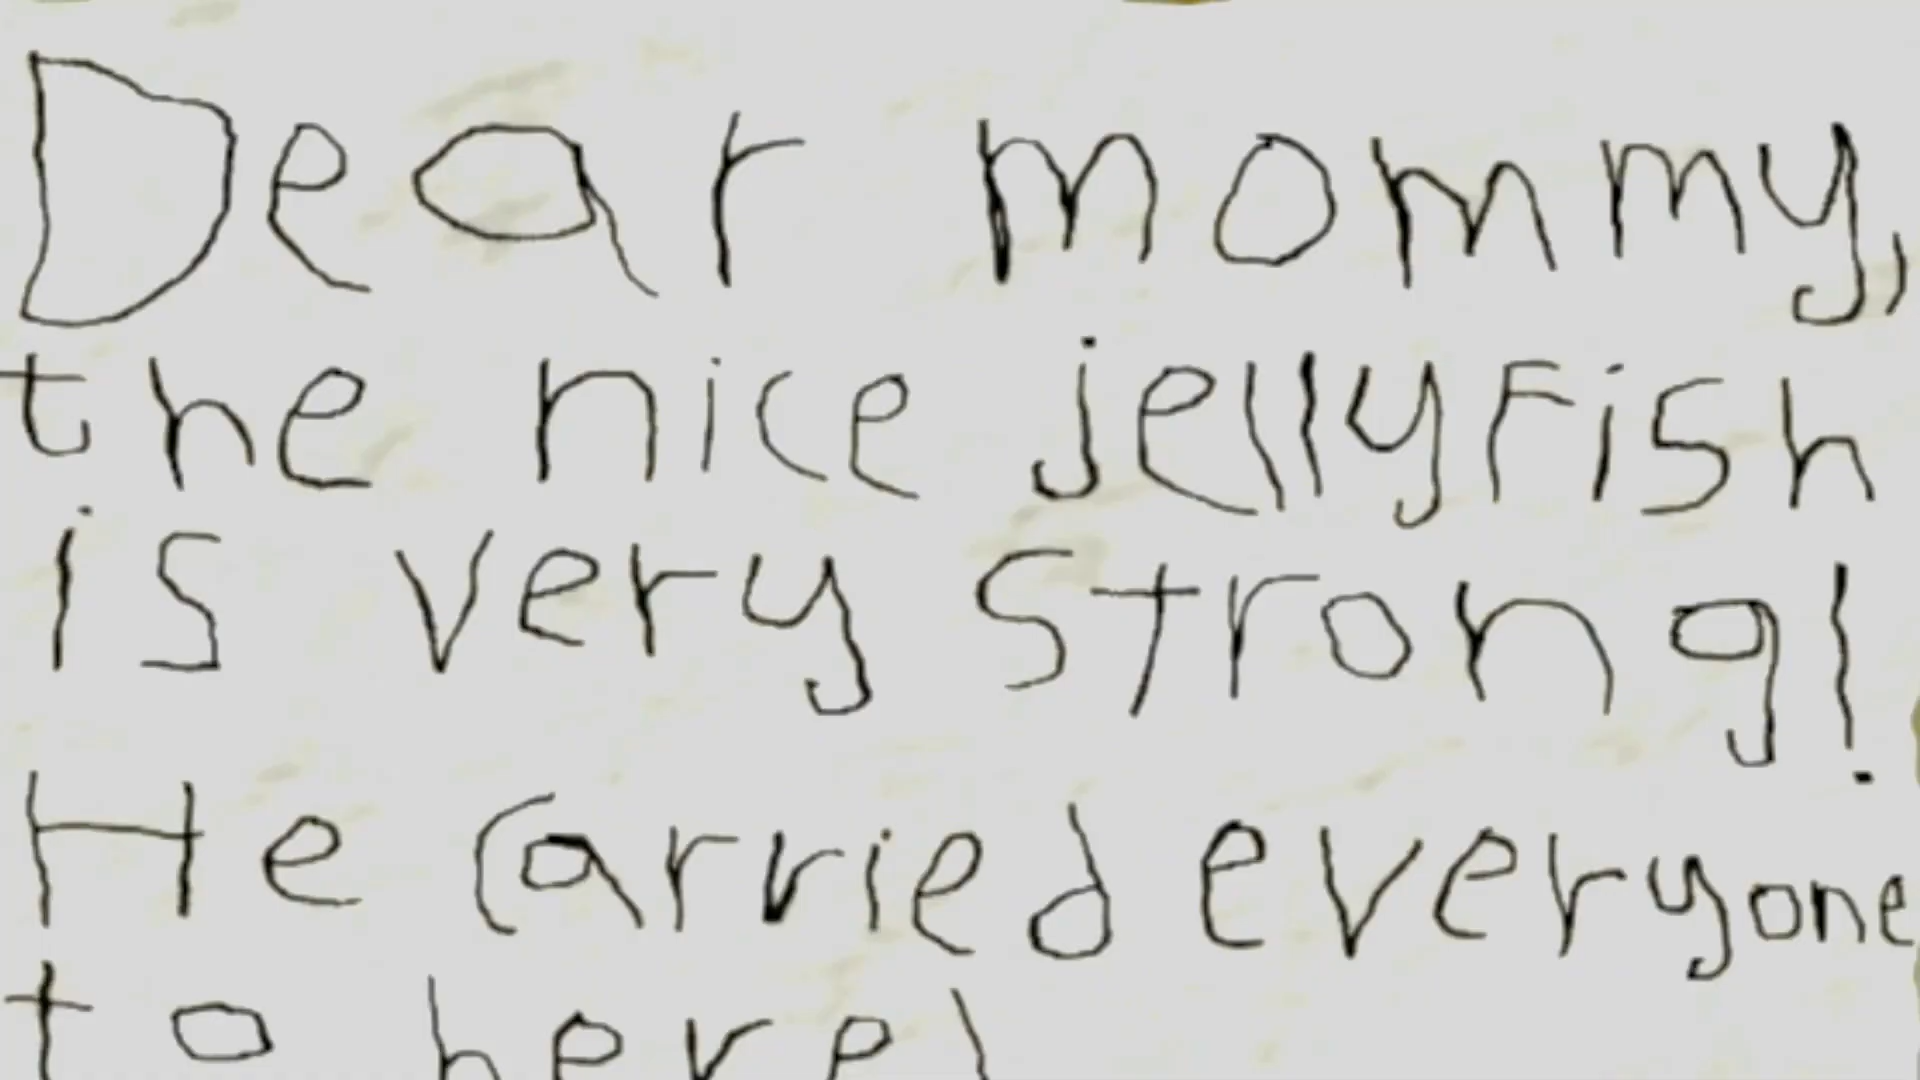 Dear mommy,
the nice jellyfish
is very strong!
He carried everyone
to here!